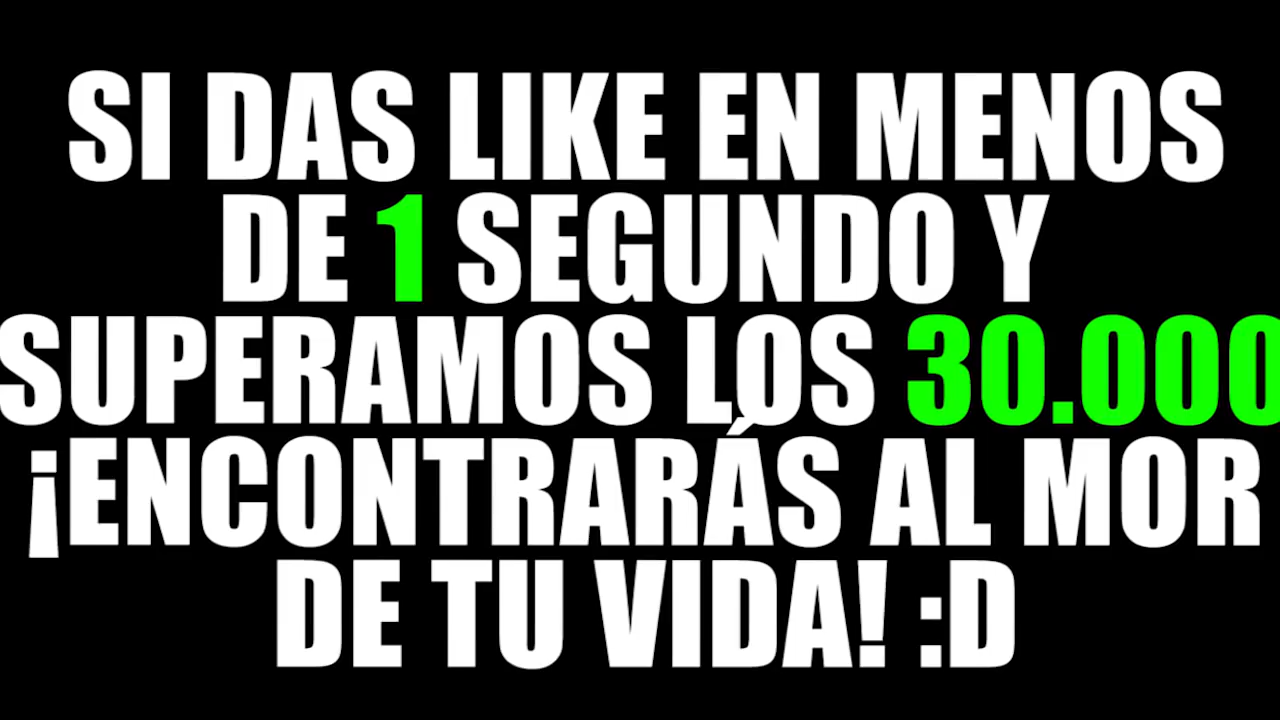 SI DAS LIKE EN MENOS
DE 1 SEGUNDO Y
SUPERAMOS LOS 30.000
¡ENCONTRARÁS AL MOR
DE TU VIDA! :D